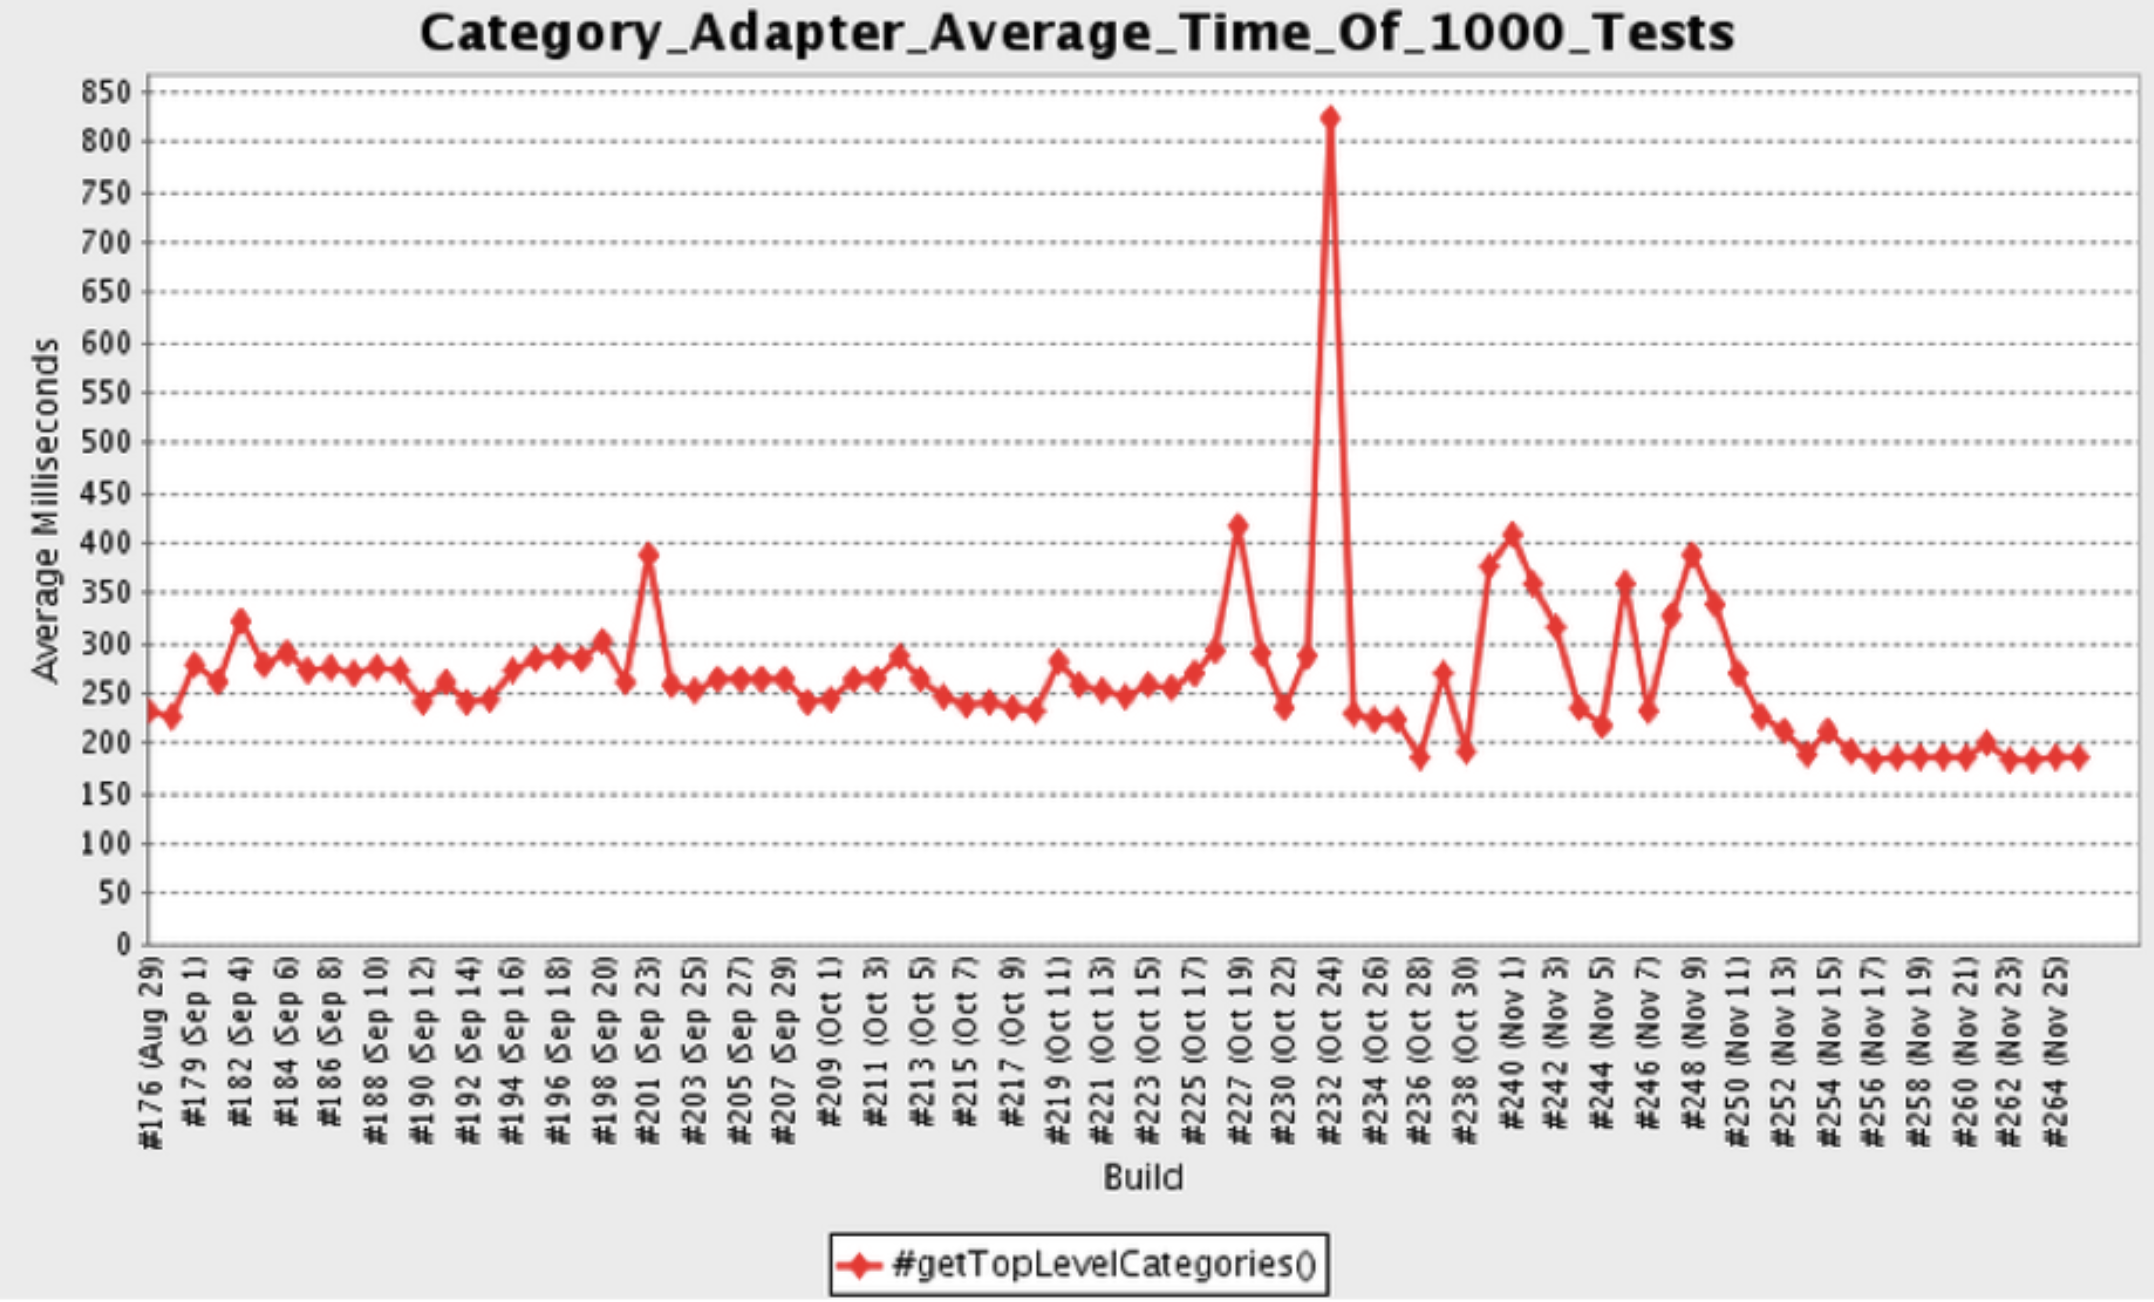 Category_Adapter_Average_Time_Of_1000_Tests
850
800
750
700
650
600
550
500
450
400
350
300
250
200
150
100
50
0
Average Milliseconds
#176 (Aug 29)
#179 (Sep 1)
#182 (Sep 4)
#184 (Sep 6)
#186 (Sep 8)
#188 (Sep 10)
#190 (Sep 12)
#192 (Sep 14)
#194 (Sep 16)
#196 (Sep 18)
#198 (Sep 20)
#201 (Sep 23)
#203 (Sep 25)
#205 (Sep 27)
#207 (Sep 29)
#209 (Oct 1)
#211 (Oct 3)
#213 (Oct 5)
#215 (Oct 7)
#217 (Oct 9)
#219 (Oct 11)
#221 (Oct 13)
#223 (Oct 15)
#225 (Oct 17)
#227 (Oct 19)
#230 (Oct 22)
#232 (Oct 24)
#234 (Oct 26)
#236 (Oct 28)
#238 (Oct 30)
#240 (Nov 1)
#242 (Nov 3)
#244 (Nov 5)
#246 (Nov 7)
#248 (Nov 9)
#250 (Nov 11)
#252 (Nov 13)
#254 (Nov 15)
#256 (Nov 17)
#258 (Nov 19)
#260 (Nov 21)
#262 (Nov 23)
#264 (Nov 25)
Build
#getTopLevelCategories()